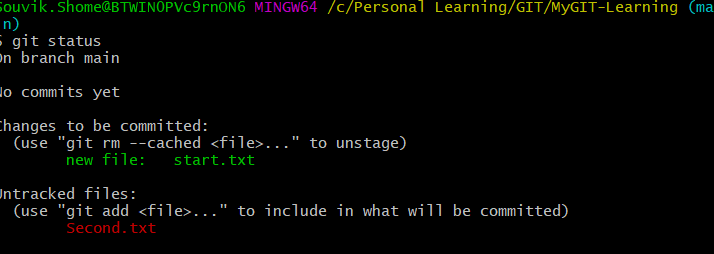 Souvik.Shome@BTWIN0PVc9rnON6 MINGW64 /c/Personal Learning/GIT/MyGIT-Learning (ma
n)
$ git status
On branch main
No commits yet
Changes to be committed:
(use "git rm --cached <file>..." to unstage)
new file:   start.txt
Untracked files:
(use "git add <file>..." to include in what will be committed)
Second.txt